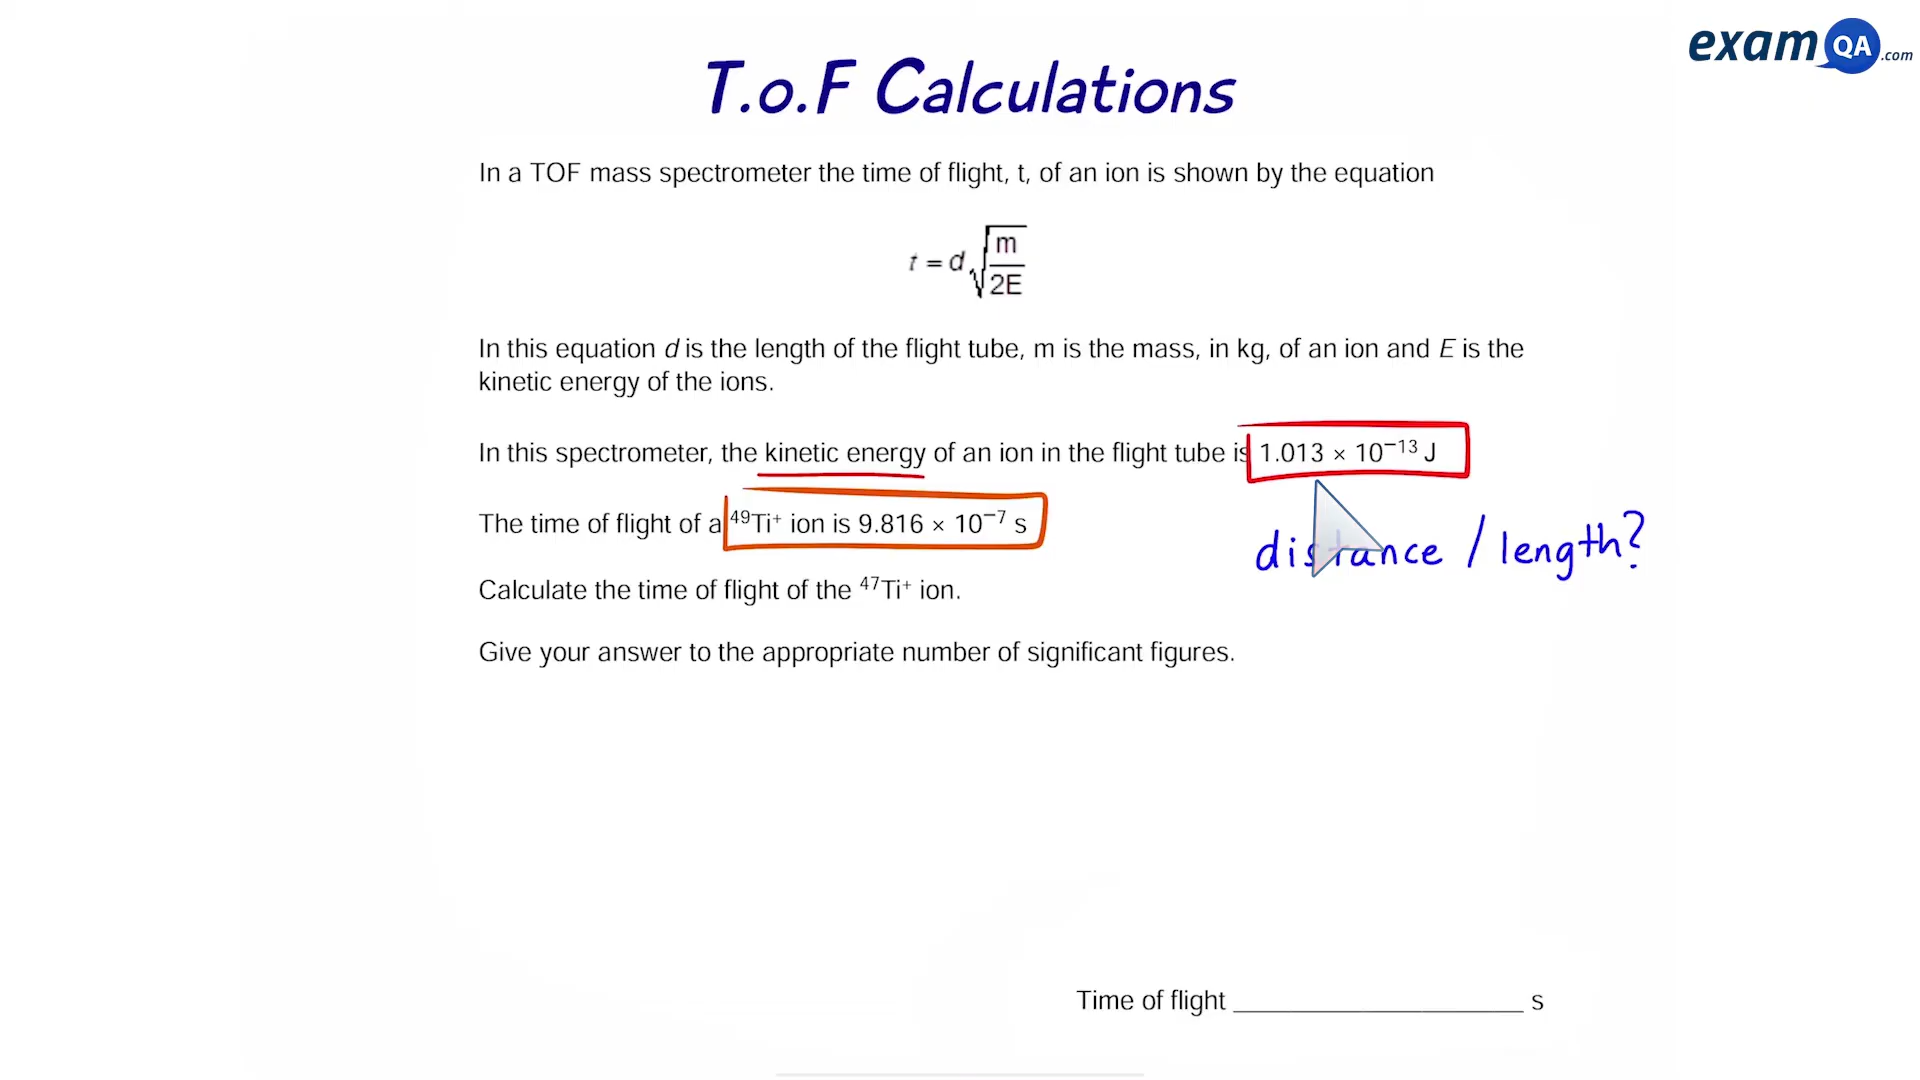 examQA.com
T.o.F Calculations
In a TOF mass spectrometer the time of flight, t, of an ion is shown by the equation
t = d√(m/2E)
In this equation d is the length of the flight tube, m is the mass, in kg, of an ion and E is the
kinetic energy of the ions.
In this spectrometer, the kinetic energy of an ion in the flight tube is 1.013 × 10⁻¹³ J
The time of flight of a ⁴⁹Ti⁺ ion is 9.816 × 10⁻⁷ s
distance / length?
Calculate the time of flight of the ⁴⁷Ti⁺ ion.
Give your answer to the appropriate number of significant figures.
Time of flight ____________________ s